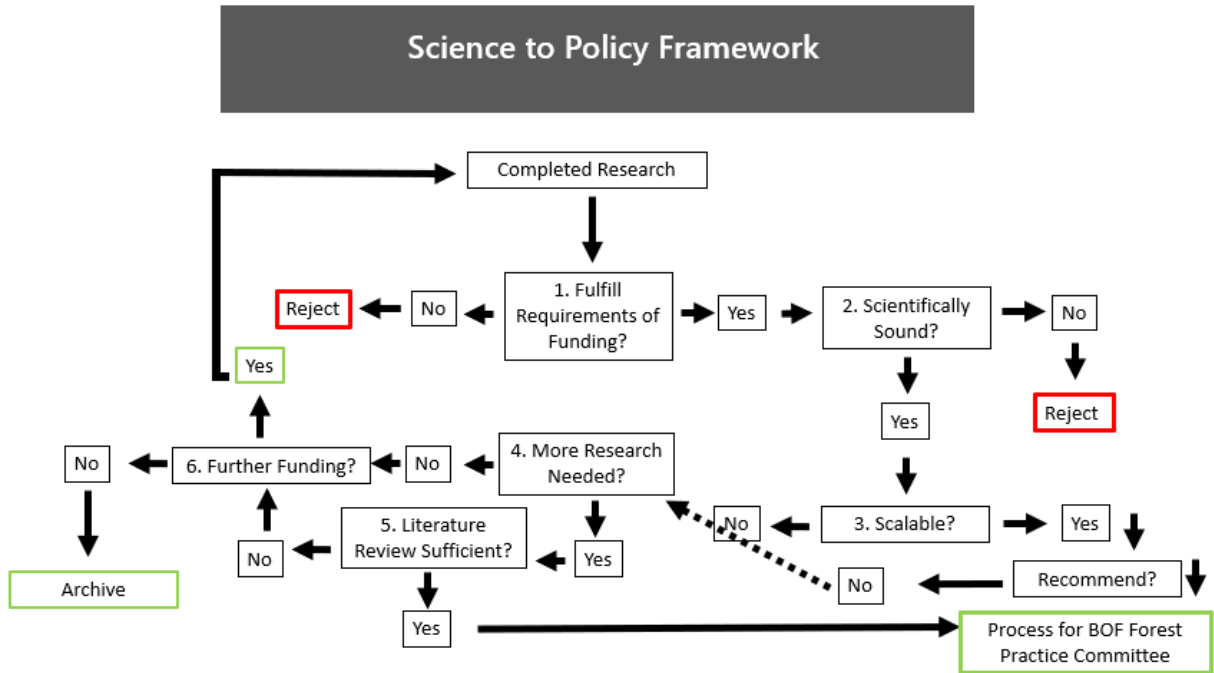 Science to Policy Framework
Completed Research
1. Fulfill
Requirements of
Funding?
No
Reject
Yes
2. Scientifically
Sound?
No
Reject
Yes
3. Scalable?
Yes
Recommend?
Process for BOF Forest
Practice Committee
No
No
4. More Research
Needed?
No
Yes
5. Literature
Review Sufficient?
Yes
No
6. Further Funding?
Yes
No
Archive